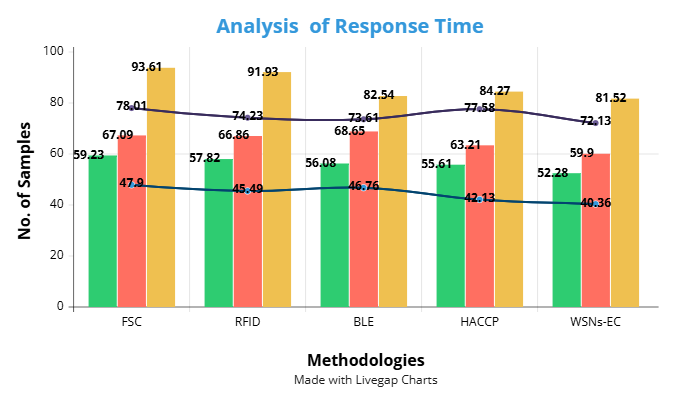 Analysis of Response Time
No. of Samples
100
80
60
40
20
0
59.23 67.09 93.61 78.01 47.9
57.82 66.86 91.93 74.23 45.49
56.08 68.65 82.54 73.61 46.76
55.61 63.21 84.27 77.58 42.13
52.28 59.9 81.52 72.13 40.36
FSC RFID BLE HACCP WSNs-EC
Methodologies
Made with Livegap Charts